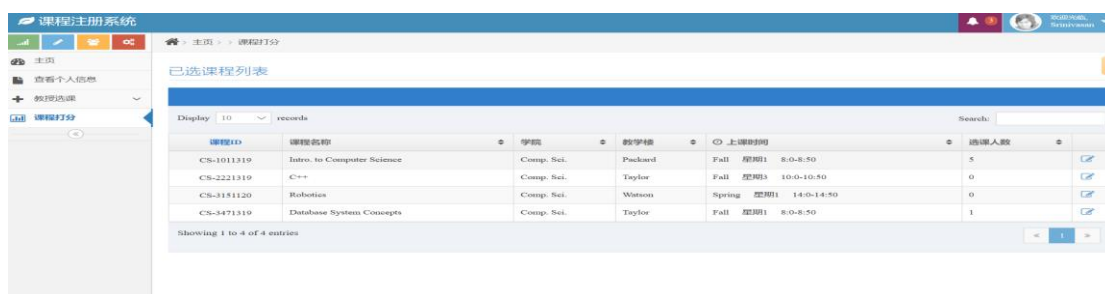 课程注册系统
8
欢迎光临,
Srinivasan
主页 > > 课程打分
主页
查看个人信息
教授选课
课程打分
已选课程列表
Display 10 records
Search:
课程ID 课程名称 学院 教学楼 上课时间 选课人数
CS-1011319 Intro. to Computer Science Comp. Sci. Packard Fall 星期1 8:0-8:50 5
CS-2221319 C++ Comp. Sci. Taylor Fall 星期3 10:0-10:50 0
CS-3151120 Robotics Comp. Sci. Watson Spring 星期1 14:0-14:50 0
CS-3471319 Database System Concepts Comp. Sci. Taylor Fall 星期1 8:0-8:50 1
Showing 1 to 4 of 4 entries
< 1 >